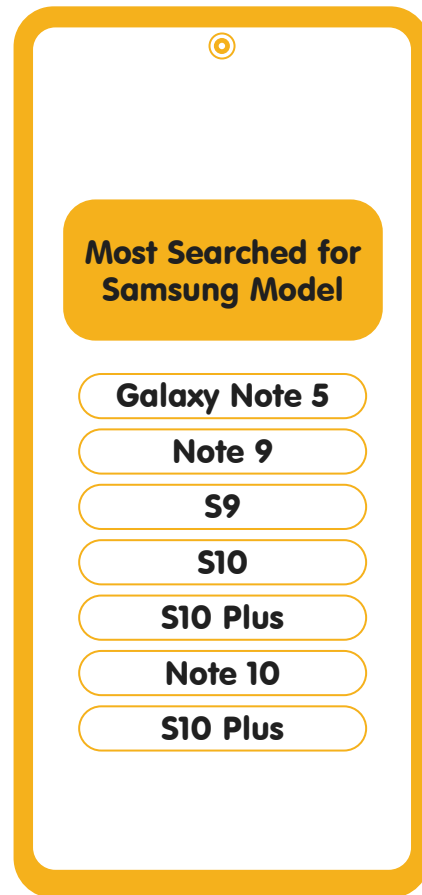 Most Searched for
Samsung Model
Galaxy Note 5
Note 9
S9
S10
S10 Plus
Note 10
S10 Plus